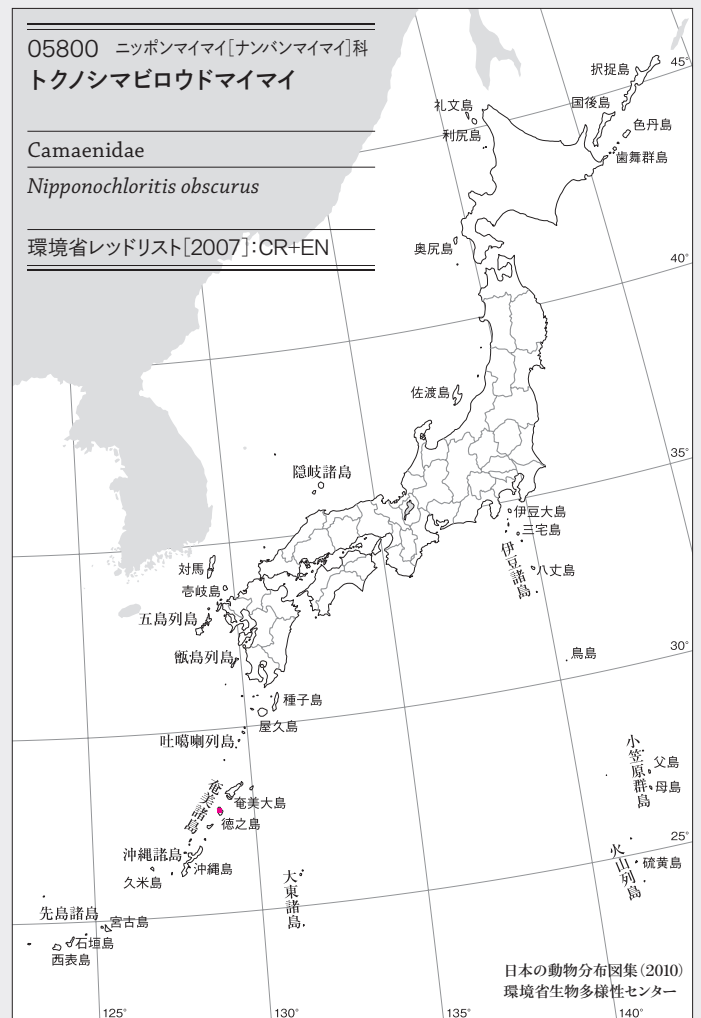 05800 ニッポンマイマイ[ナンバンマイマイ]科
トクノシマビロウドマイマイ
Camaenidae
Nipponochloritis obscurus
環境省レッドリスト[2007]:CR+EN
択捉島
45°
国後島
礼文島
色丹島
利尻島
歯舞群島
奥尻島
40°
佐渡島
35°
隠岐諸島
伊豆大島
三宅島
伊豆諸島
八丈島
対馬
壱岐島
五島列島
甑島列島
鳥島
30°
種子島
屋久島
吐噶喇列島
小笠原群島
父島
母島
奄美諸島
奄美大島
徳之島
25°
沖縄諸島
沖縄島
久米島
火山列島
硫黄島
大東諸島
先島諸島
宮古島
石垣島
西表島
日本の動物分布図集(2010)
環境省生物多様性センター
125°
130°
135°
140°